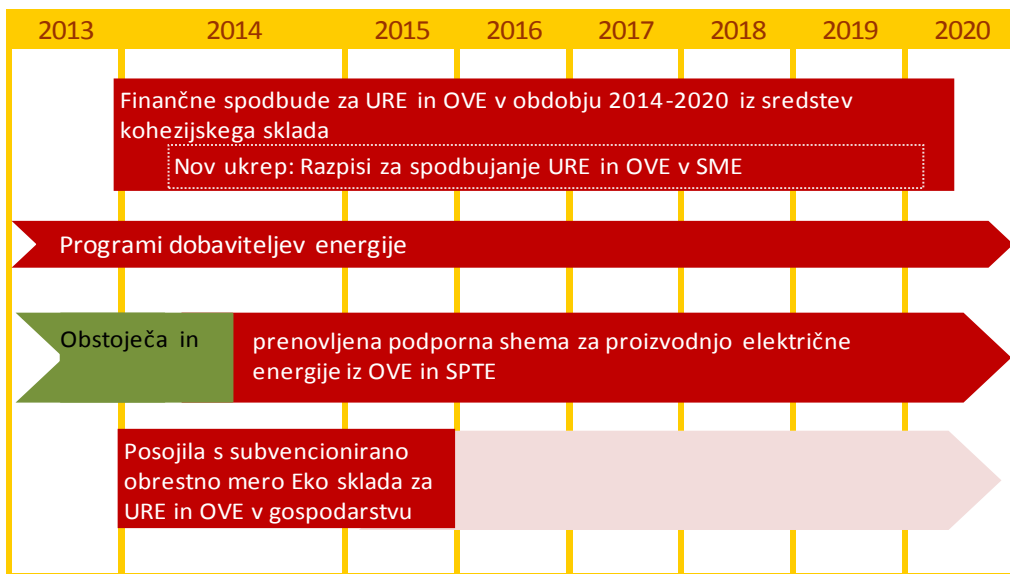 2013 2014 2015 2016 2017 2018 2019 2020
Finančne spodbude za URE in OVE v obdobju 2014-2020 iz sredstev
kohezijskega sklada
Nov ukrep: Razpisi za spodbujanje URE in OVE v SME
Programi dobaviteljev energije
Obstoječa in
prenovljena podporna shema za proizvodnjo električne
energije iz OVE in SPTE
Posojila s subvencionirano
obrestno mero Eko sklada za
URE in OVE v gospodarstvu